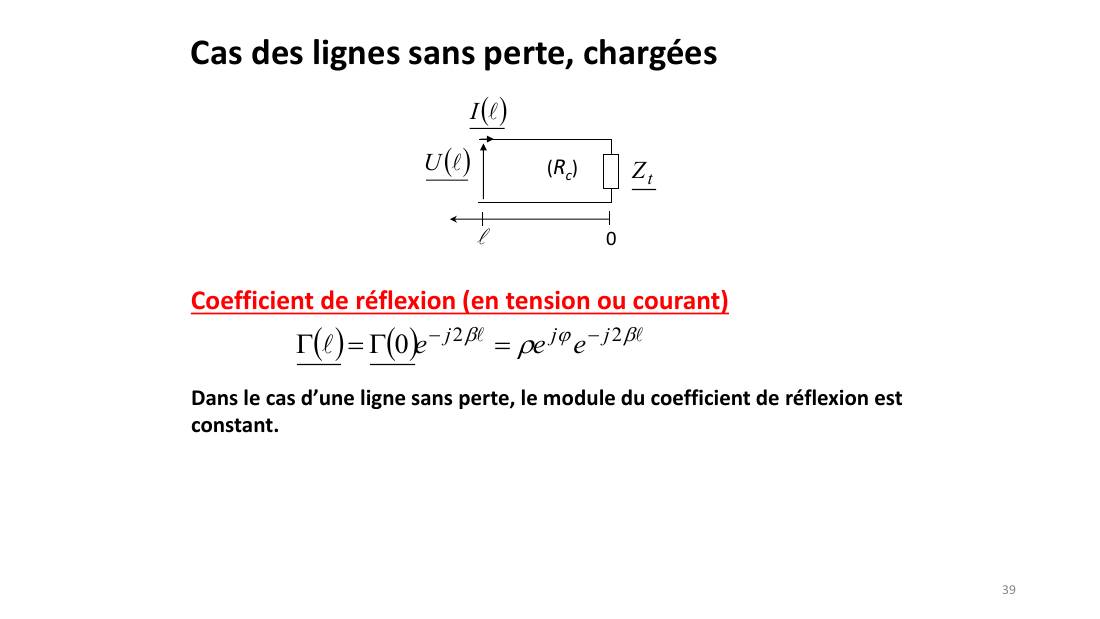 Cas des lignes sans perte, chargées
I(ℓ)
U(ℓ)
(Rc)
Zt
ℓ
0
Coefficient de réflexion (en tension ou courant)
Γ(ℓ) = Γ(0)e^{−j2βℓ} = ρe^{jφ}e^{−j2βℓ}
Dans le cas d’une ligne sans perte, le module du coefficient de réflexion est
constant.
39